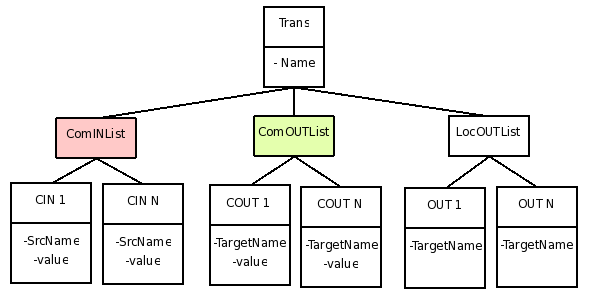 Trans
- Name
ComINList
ComOUTList
LocOUTList
CIN 1
CIN N
COUT 1
COUT N
OUT 1
OUT N
-SrcName
-value
-SrcName
-value
-TargetName
-value
-TargetName
-value
-TargetName
-TargetName